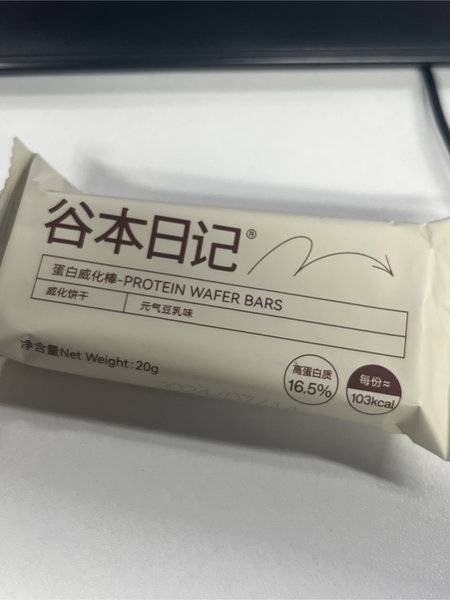 谷本日记®
蛋白威化棒-PROTEIN WAFER BARS
威化饼干
元气豆乳味
净含量Net Weight:20g
高蛋白质
16.5%
每份≈
103kcal